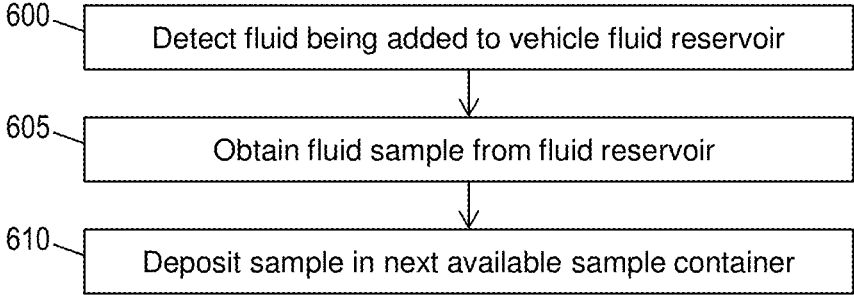 600
Detect fluid being added to vehicle fluid reservoir
605
Obtain fluid sample from fluid reservoir
610
Deposit sample in next available sample container